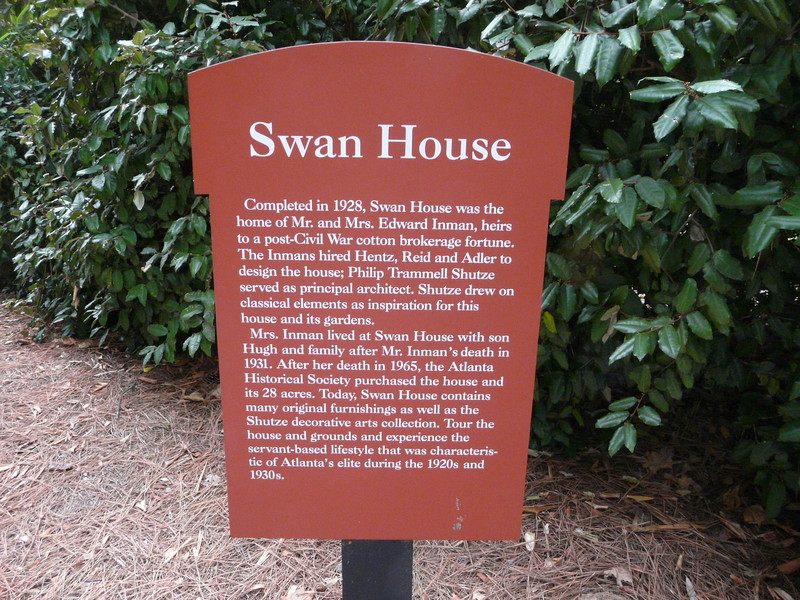 Swan House
Completed in 1928, Swan House was the
home of Mr. and Mrs. Edward Inman, heirs
to a post-Civil War cotton brokerage fortune.
The Inmans hired Hentz, Reid and Adler to
design the house; Philip Trammell Shutze
served as principal architect. Shutze drew on
classical elements as inspiration for this
house and its gardens.
Mrs. Inman lived at Swan House with son
Hugh and family after Mr. Inman's death in
1931. After her death in 1965, the Atlanta
Historical Society purchased the house and
its 28 acres. Today, Swan House contains
many original furnishings as well as the
Shutze decorative arts collection. Tour the
house and grounds and experience the
servant-based lifestyle that was characteris-
tic of Atlanta's elite during the 1920s and
1930s.